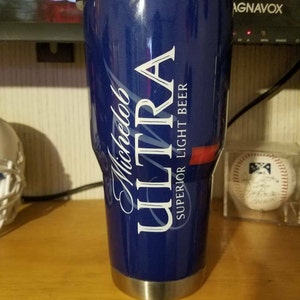 AGNAVOX
Michelob
ULTRA
SUPERIOR LIGHT BEER